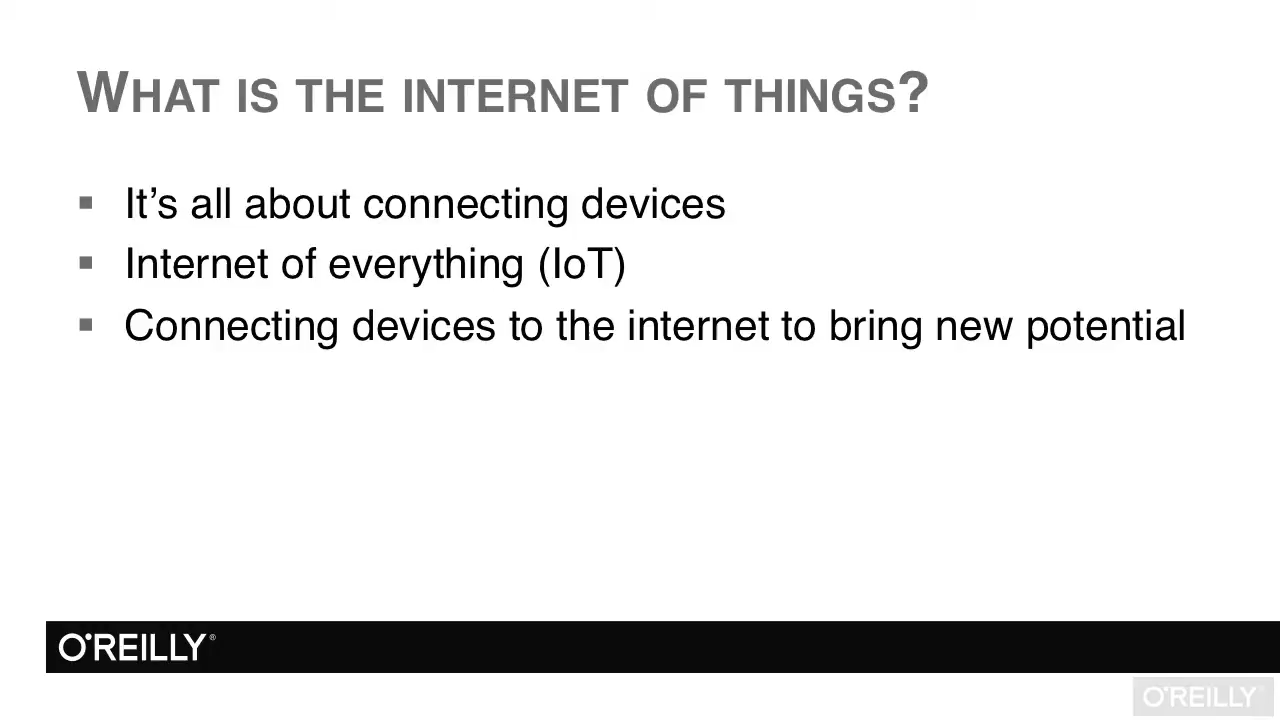 WHAT IS THE INTERNET OF THINGS?
▪ It’s all about connecting devices
▪ Internet of everything (IoT)
▪ Connecting devices to the internet to bring new potential
O'REILLY®
O'REILLY